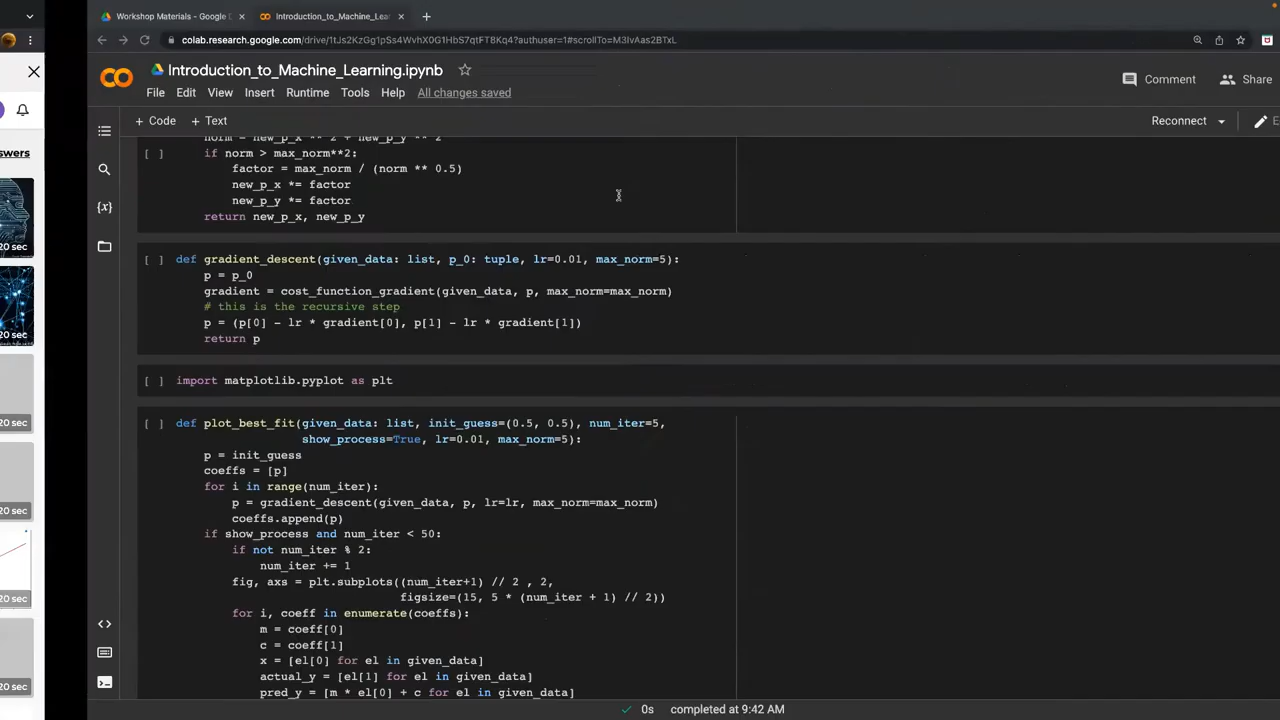 Workshop Materials - Google D
Introduction_to_Machine_Lear
colab.research.google.com/drive/1tJs2KzGg1pSs4WvhX0G1HbS7qtFT8Kq4?authuser=1#scrollTo=M3IvAas2BTxL
Introduction_to_Machine_Learning.ipynb
Comment
Share
File Edit View Insert Runtime Tools Help All changes saved
+ Code + Text
Reconnect
norm = new_p_x ** 2 + new_p_y ** 2
[ ] if norm > max_norm**2:
factor = max_norm / (norm ** 0.5)
new_p_x *= factor
new_p_y *= factor
return new_p_x, new_p_y
[ ] def gradient_descent(given_data: list, p_0: tuple, lr=0.01, max_norm=5):
p = p_0
gradient = cost_function_gradient(given_data, p, max_norm=max_norm)
# this is the recursive step
p = (p[0] - lr * gradient[0], p[1] - lr * gradient[1])
return p
[ ] import matplotlib.pyplot as plt
[ ] def plot_best_fit(given_data: list, init_guess=(0.5, 0.5), num_iter=5,
show_process=True, lr=0.01, max_norm=5):
p = init_guess
coeffs = [p]
for i in range(num_iter):
p = gradient_descent(given_data, p, lr=lr, max_norm=max_norm)
coeffs.append(p)
if show_process and num_iter < 50:
if not num_iter % 2:
num_iter += 1
fig, axs = plt.subplots((num_iter+1) // 2 , 2,
figsize=(15, 5 * (num_iter + 1) // 2))
for i, coeff in enumerate(coeffs):
m = coeff[0]
c = coeff[1]
x = [el[0] for el in given_data]
actual_y = [el[1] for el in given_data]
pred_y = [m * el[0] + c for el in given_data]
0s completed at 9:42 AM
swers
20 sec
20 sec
20 sec
20 sec
20 sec
20 sec